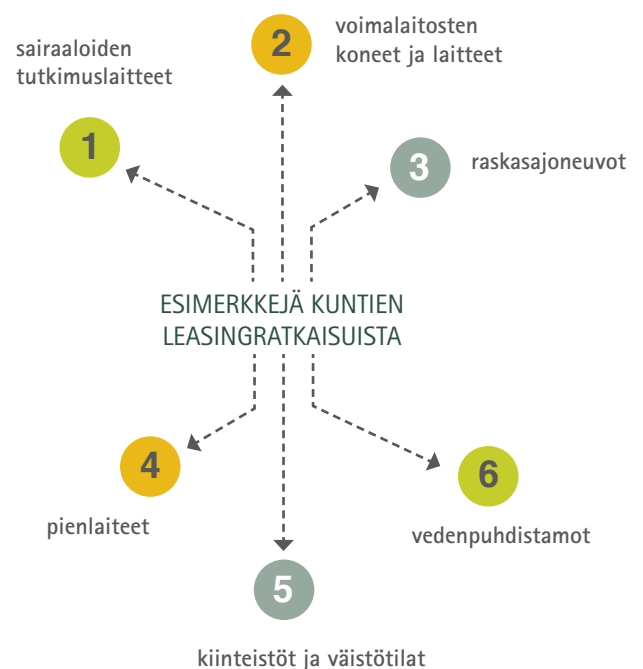 sairaaloiden
tutkimuslaitteet
1
2
voimalaitosten
koneet ja laitteet
3
raskasajoneuvot
ESIMERKKEJÄ KUNTIEN
LEASINGRATKAISUISTA
4
pienlaiteet
5
kiinteistöt ja väistötilat
6
vedenpuhdistamot